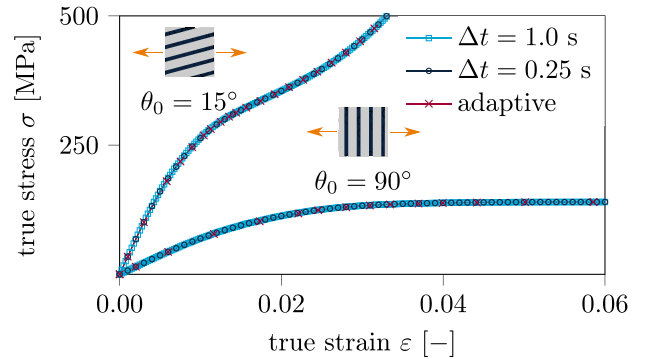 500
250
true stress σ [MPa]
θ₀ = 15°
θ₀ = 90°
Δt = 1.0 s
Δt = 0.25 s
adaptive
0.00
0.02
0.04
0.06
true strain ε [−]